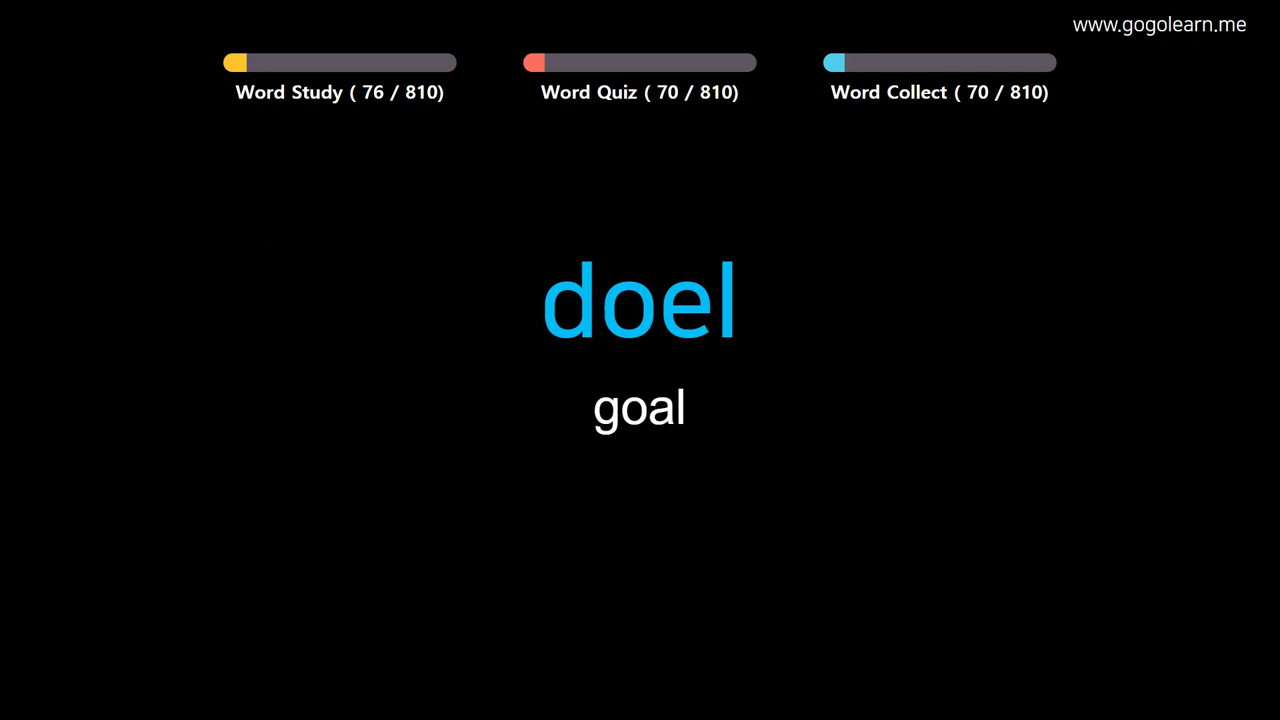 www.gogolearn.me
Word Study ( 76 / 810)
Word Quiz ( 70 / 810)
Word Collect ( 70 / 810)
doel
goal